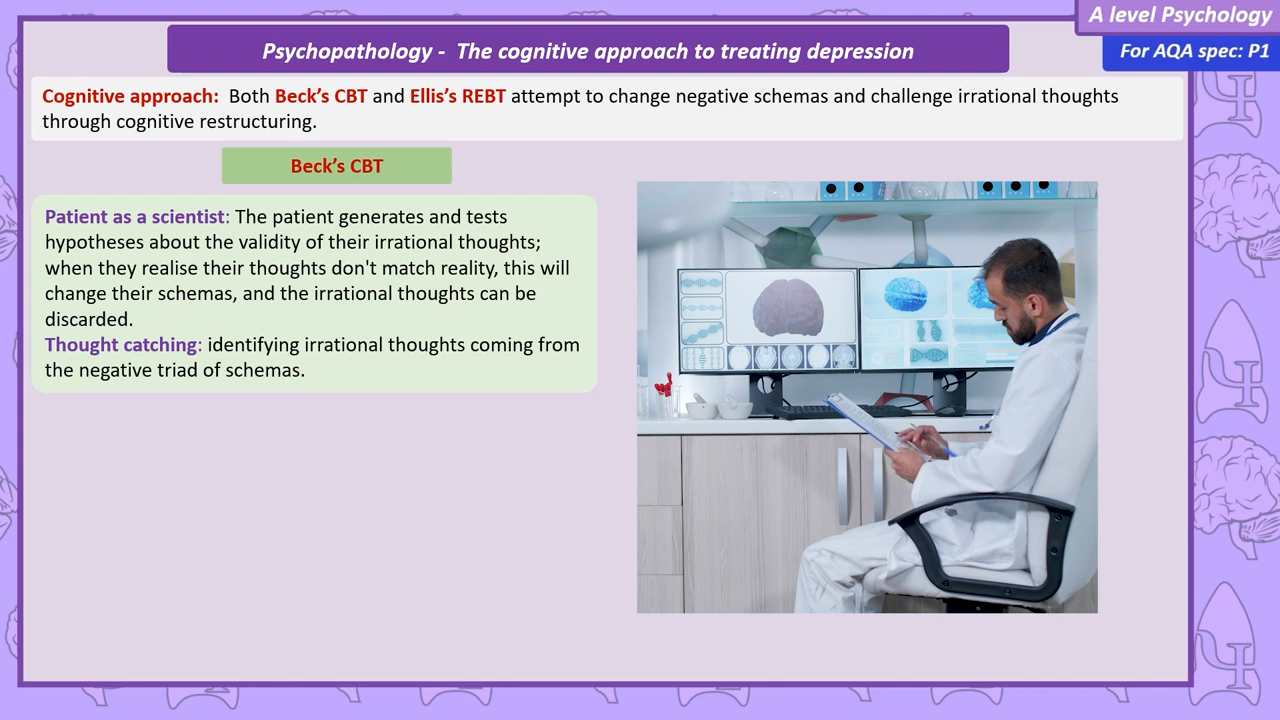 A level Psychology
For AQA spec: P1
Psychopathology - The cognitive approach to treating depression
Cognitive approach: Both Beck’s CBT and Ellis’s REBT attempt to change negative schemas and challenge irrational thoughts
through cognitive restructuring.
Beck’s CBT
Patient as a scientist: The patient generates and tests
hypotheses about the validity of their irrational thoughts;
when they realise their thoughts don't match reality, this will
change their schemas, and the irrational thoughts can be
discarded.
Thought catching: identifying irrational thoughts coming from
the negative triad of schemas.